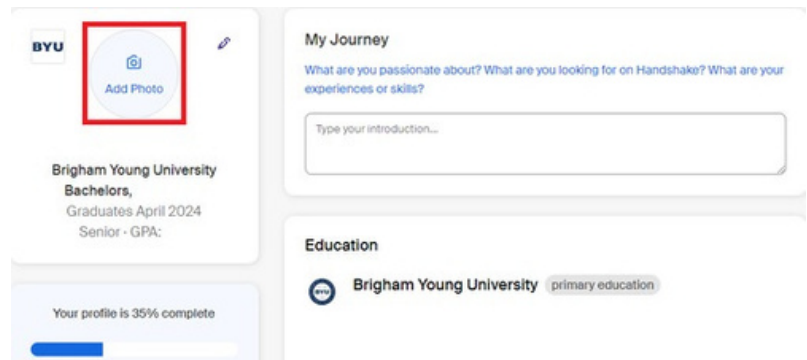 BYU
Add Photo
Brigham Young University
Bachelors,
Graduates April 2024
Senior - GPA:
Your profile is 35% complete
My Journey
What are you passionate about? What are you looking for on Handshake? What are your
experiences or skills?
Type your introduction...
Education
BYU
Brigham Young University primary education